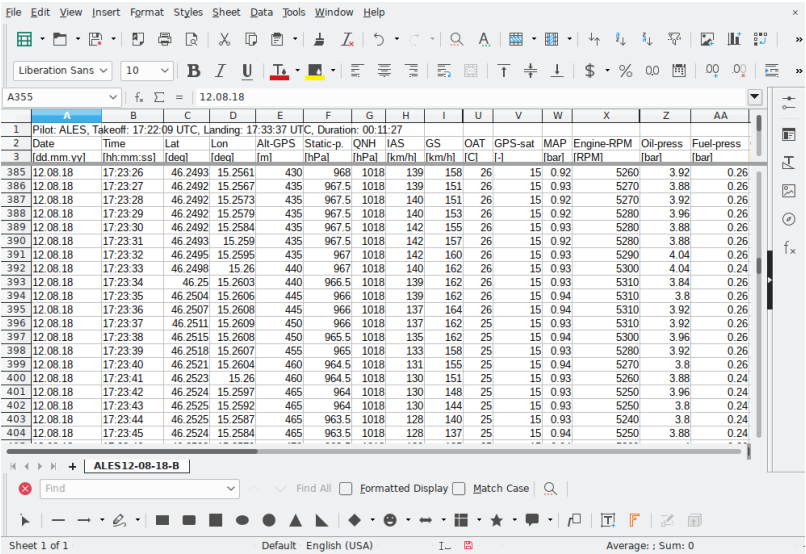 File Edit View Insert Format Styles Sheet Data Tools Window Help ×
Liberation Sans 10 B I U T $ % 0,0 .00 .00
A355 fx Σ = 12.08.18
A B C D E F G H I U V W X Z AA
1 Pilot: ALES, Takeoff: 17:22:09 UTC, Landing: 17:33:37 UTC, Duration: 00:11:27
2 Date Time Lat Lon Alt-GPS Static-p. QNH IAS GS OAT GPS-sat MAP Engine-RPM Oil-press Fuel-press
3 [dd.mm.yy] [hh:mm:ss] [deg] [deg] [m] [hPa] [hPa] [km/h] [km/h] [C] [-] [bar] [RPM] [bar] [bar]
385 12.08.18 17:23:26 46.2493 15.2561 430 968 1018 139 158 26 15 0.92 5260 3.92 0.26
386 12.08.18 17:23:27 46.2492 15.2567 435 967.5 1018 139 151 26 15 0.93 5270 3.88 0.26
387 12.08.18 17:23:28 46.2492 15.2573 435 967.5 1018 140 151 26 15 0.92 5270 3.92 0.26
388 12.08.18 17:23:29 46.2492 15.2579 435 967.5 1018 140 153 26 15 0.92 5280 3.96 0.26
389 12.08.18 17:23:30 46.2492 15.2584 435 967.5 1018 142 155 26 15 0.93 5280 3.88 0.26
390 12.08.18 17:23:31 46.2493 15.259 435 967.5 1018 142 157 26 15 0.92 5280 3.88 0.26
391 12.08.18 17:23:32 46.2495 15.2595 435 967 1018 142 160 26 15 0.93 5290 4.04 0.26
392 12.08.18 17:23:33 46.2498 15.26 440 967 1018 140 162 26 15 0.93 5300 4.04 0.24
393 12.08.18 17:23:34 46.25 15.2603 440 966.5 1018 139 162 26 15 0.93 5310 3.84 0.26
394 12.08.18 17:23:35 46.2504 15.2606 445 966 1018 139 162 26 15 0.94 5310 3.8 0.26
395 12.08.18 17:23:36 46.2507 15.2608 445 966 1018 137 164 26 15 0.94 5310 3.92 0.26
396 12.08.18 17:23:37 46.2511 15.2609 450 966 1018 137 162 25 15 0.93 5310 3.92 0.26
397 12.08.18 17:23:38 46.2515 15.2608 450 965.5 1018 135 162 25 15 0.94 5300 3.96 0.26
398 12.08.18 17:23:39 46.2518 15.2607 455 965 1018 133 158 25 15 0.93 5280 3.92 0.26
399 12.08.18 17:23:40 46.2521 15.2604 460 964.5 1018 131 155 25 15 0.94 5270 3.8 0.26
400 12.08.18 17:23:41 46.2523 15.26 460 964.5 1018 130 151 25 15 0.93 5260 3.88 0.24
401 12.08.18 17:23:42 46.2524 15.2597 465 964 1018 130 148 25 15 0.93 5250 3.96 0.24
402 12.08.18 17:23:43 46.2525 15.2592 465 964 1018 130 144 25 15 0.93 5250 3.8 0.24
403 12.08.18 17:23:44 46.2525 15.2587 465 963.5 1018 128 140 25 15 0.93 5240 3.8 0.24
404 12.08.18 17:23:45 46.2524 15.2584 465 963.5 1018 128 137 25 15 0.94 5250 3.88 0.24
ALES12-08-18-B
Find Find All Formatted Display Match Case
Sheet 1 of 1 Default English (USA) Average: ; Sum: 0